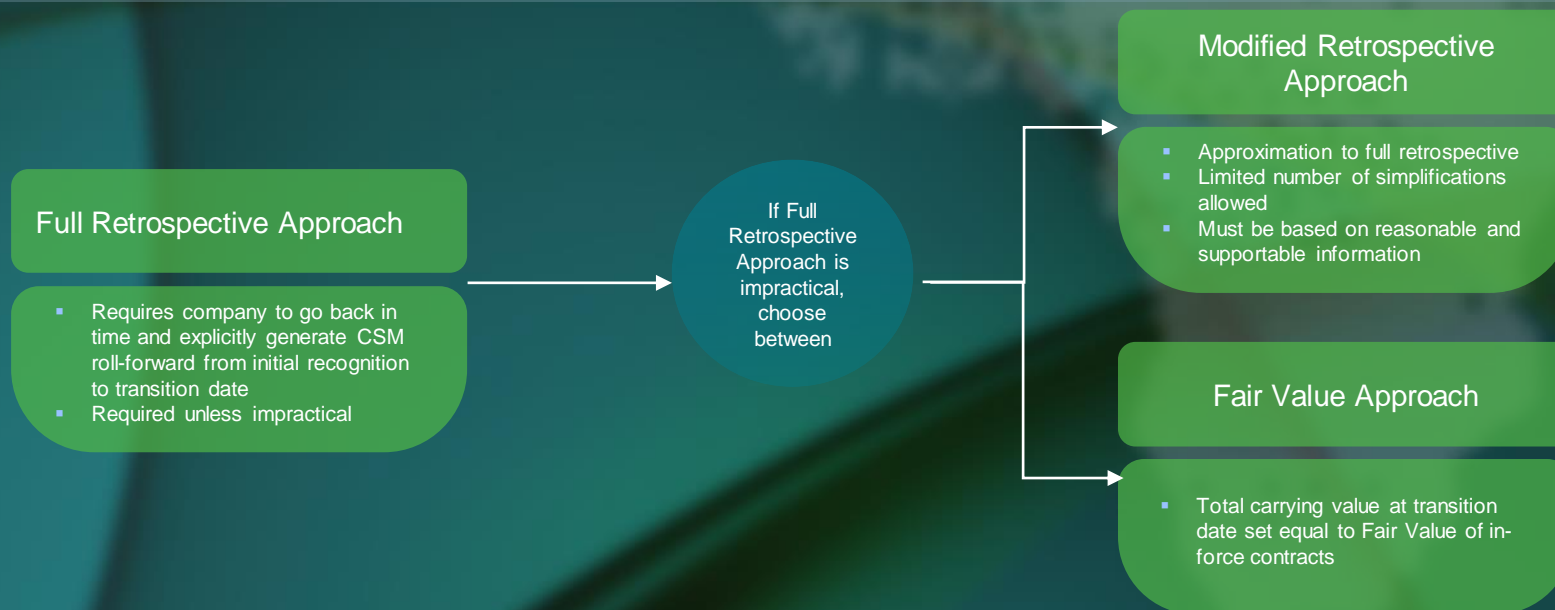 Full Retrospective Approach
▪ Requires company to go back in
time and explicitly generate CSM
roll-forward from initial recognition
to transition date
▪ Required unless impractical
If Full
Retrospective
Approach is
impractical,
choose
between
Modified Retrospective
Approach
▪ Approximation to full retrospective
▪ Limited number of simplifications
allowed
▪ Must be based on reasonable and
supportable information
Fair Value Approach
▪ Total carrying value at transition
date set equal to Fair Value of in-
force contracts